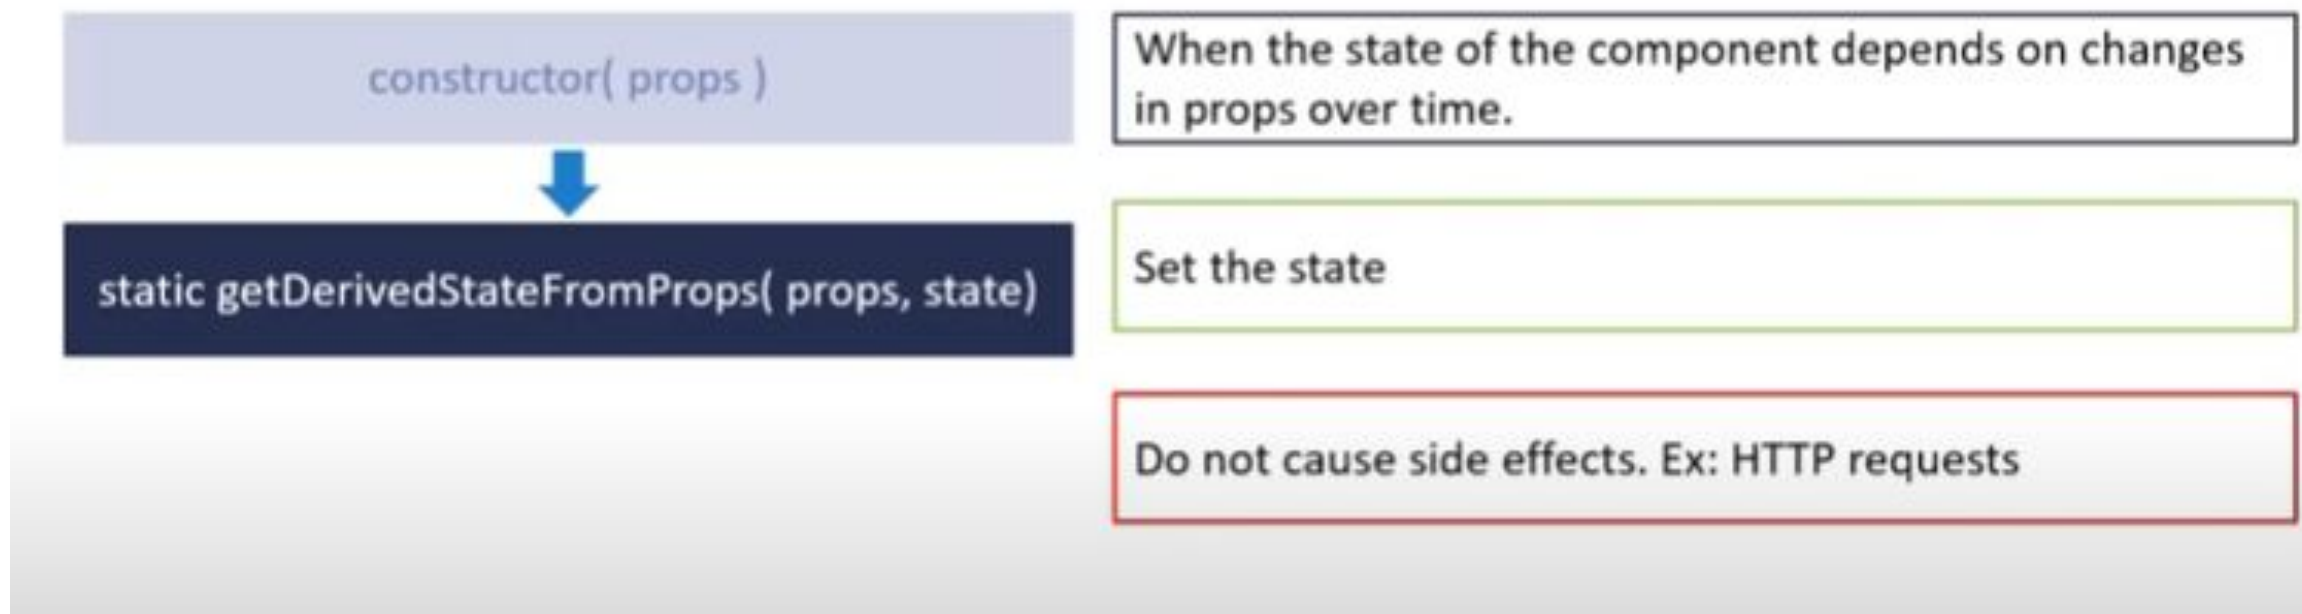 constructor( props )
static getDerivedStateFromProps( props, state)
When the state of the component depends on changes
in props over time.
Set the state
Do not cause side effects. Ex: HTTP requests